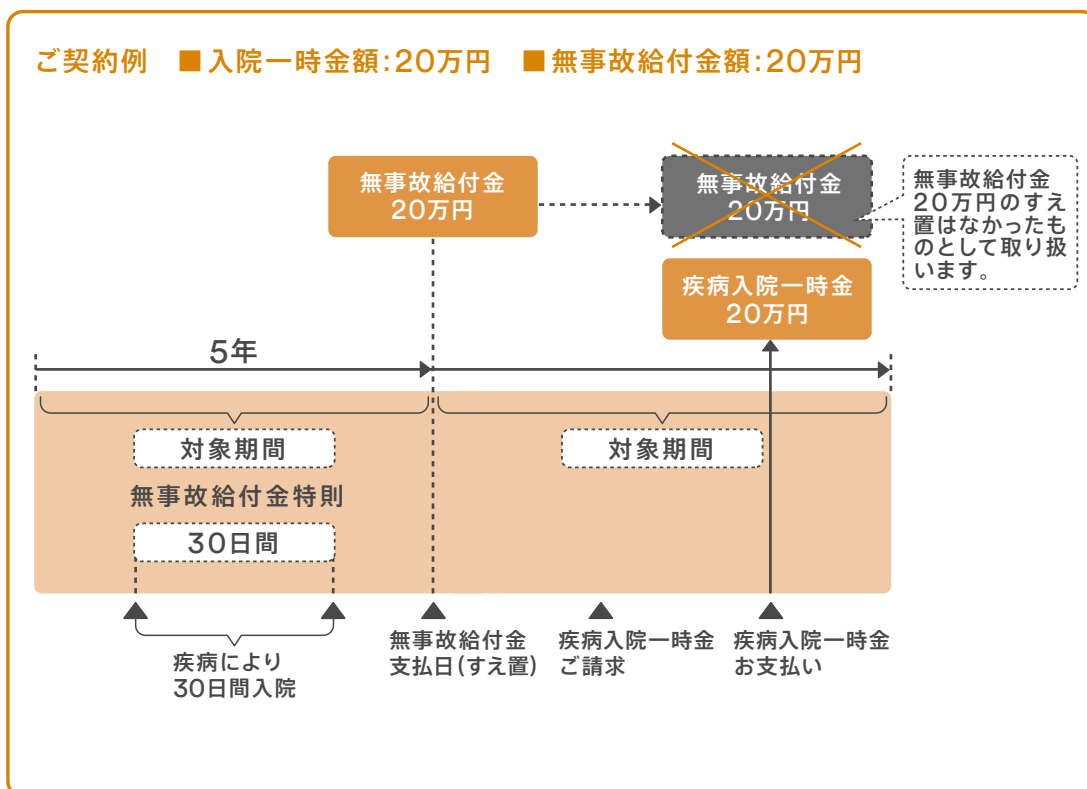 ご契約例 ■入院一時金額:20万円 ■無事故給付金額:20万円
無事故給付金
20万円
無事故給付金
20万円
無事故給付金
20万円のすえ
置はなかったも
のとして取り扱
います。
疾病入院一時金
20万円
5年
対象期間
対象期間
無事故給付金特則
30日間
疾病により
30日間入院
無事故給付金
支払日(すえ置)
疾病入院一時金
ご請求
疾病入院一時金
お支払い